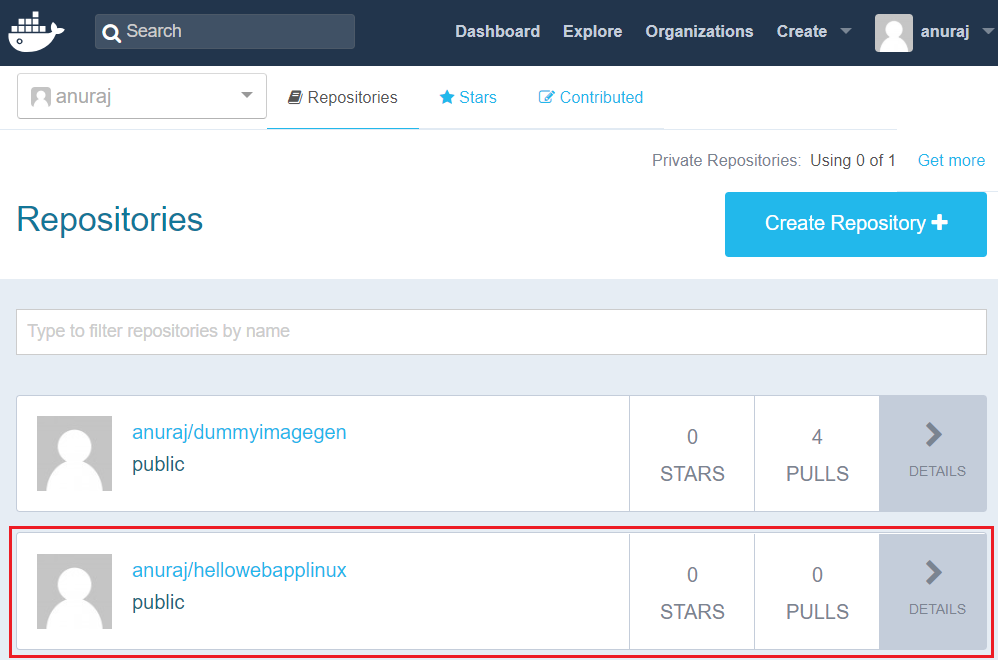 Search
Dashboard Explore Organizations Create anuraj
anuraj Repositories Stars Contributed
Private Repositories: Using 0 of 1 Get more
Repositories
Create Repository
Type to filter repositories by name
anuraj/dummyimagegen
public
0
STARS
4
PULLS
DETAILS
anuraj/hellowebapplinux
public
0
STARS
0
PULLS
DETAILS